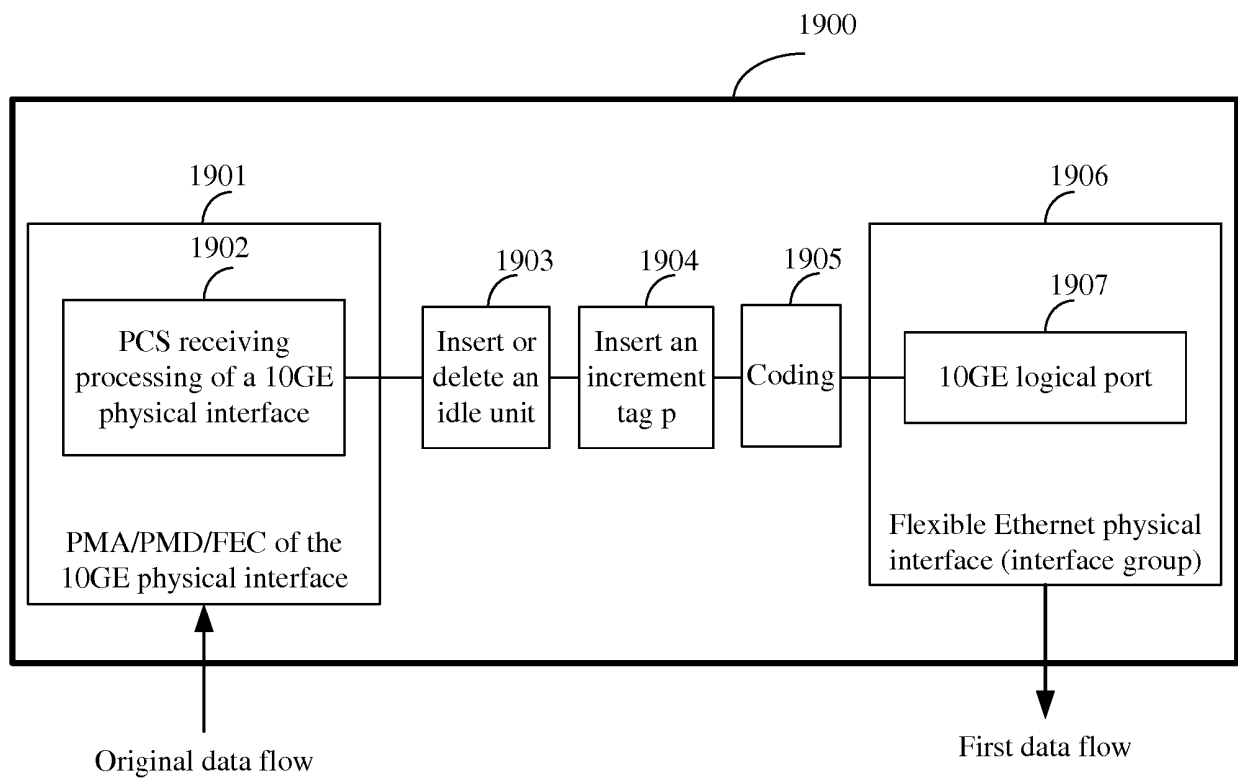 1900
1901
1902
PCS receiving
processing of a 10GE
physical interface
PMA/PMD/FEC of the
10GE physical interface
1903
Insert or
delete an
idle unit
1904
Insert an
increment
tag p
1905
Coding
1906
1907
10GE logical port
Flexible Ethernet physical
interface (interface group)
Original data flow
First data flow